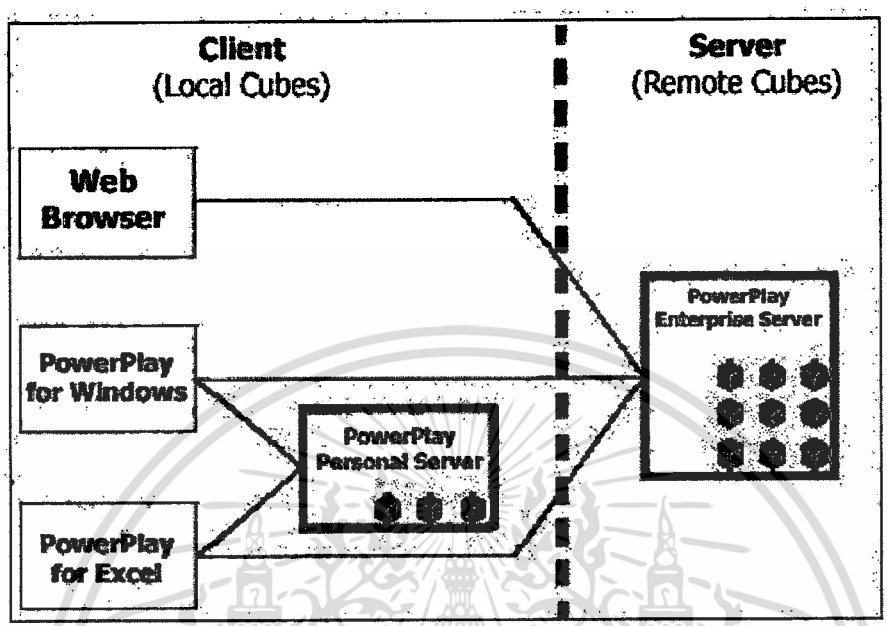 Client
(Local Cubes)
Server
(Remote Cubes)
Web
Browser
PowerPlay
Enterprise Server
PowerPlay
for Windows
PowerPlay
Personal Server
PowerPlay
for Excel